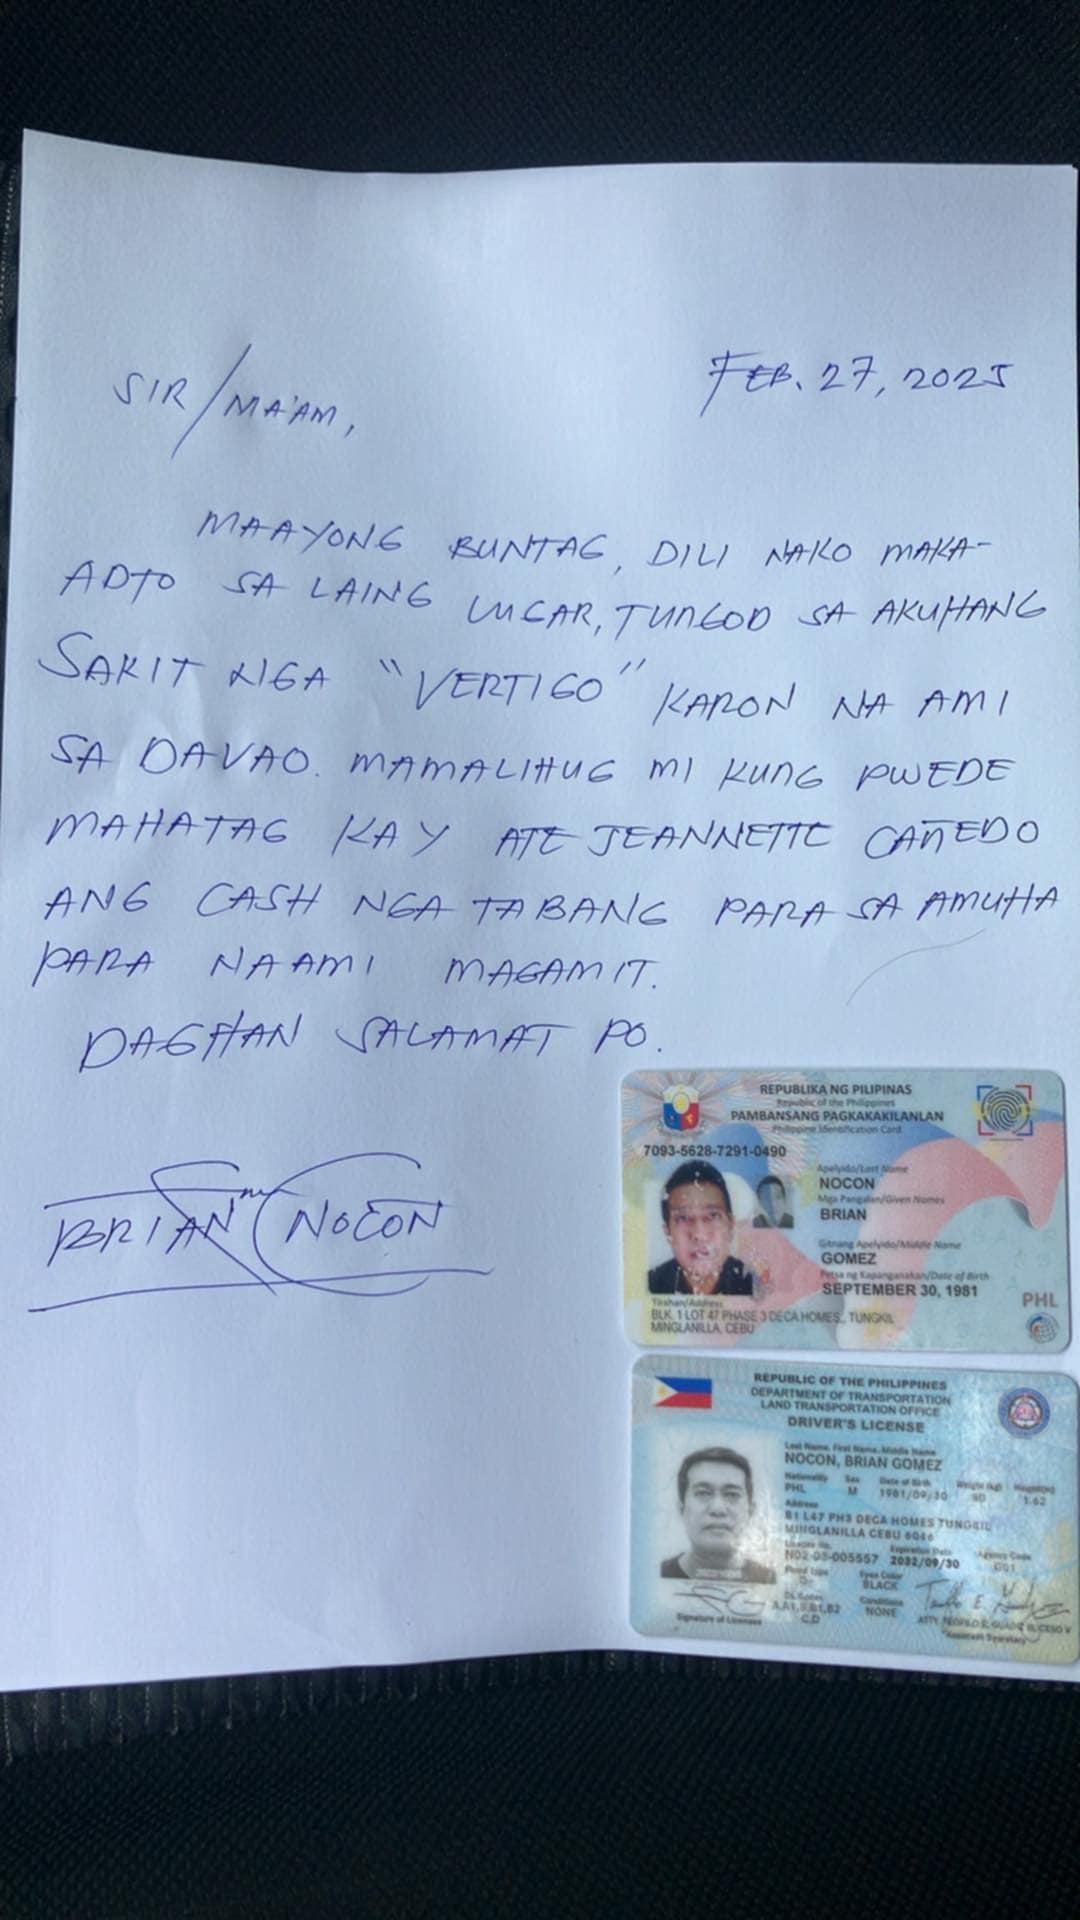 FEB. 27, 2025
SIR/MA'AM,
MAAYONG BUNTAG, DILI NAKO MAKA-
ADTO SA LAING LUGAR, TUNGOD SA AKUHANG
SAKIT NGA "VERTIGO" KARON NA AMI
SA DAVAO. MAMALIHUG MI KUNG PWEDE
MAHATAG KAY ATE JEANNETTE CAÑEDO
ANG CASH NGA TABANG PARA SA AMUHA
PARA NAAMI MAGAMIT.
DAGHAN SALAMAT PO.
BRIAN NOCON
REPUBLIKA NG PILIPINAS
Republic of the Philippines
PAMBANSANG PAGKAKAKILANLAN
Philippine Identification Card
7093-5628-7291-0490
Apelyido/Last Name
NOCON
Mga Pangalan/Given Names
BRIAN
Gitnang Apelyido/Middle Name
GOMEZ
Petsa ng Kapanganakan/Date of Birth
SEPTEMBER 30, 1981
PHL
Tirahan/Address
BLK. 1 LOT 47 PHASE 3 DECA HOMES,, TUNGKIL
MINGLANILLA, CEBU
REPUBLIC OF THE PHILIPPINES
DEPARTMENT OF TRANSPORTATION
LAND TRANSPORTATION OFFICE
DRIVER'S LICENSE
Last Name, First Name, Middle Name
NOCON, BRIAN GOMEZ
Nationality Sex Date of Birth Weight (kg) Height(m)
PHL M 1981/09/30 1.62
Address
B1 L47 PH3 DECA HOMES TUNGKIL
MINGLANILLA CEBU 6046
License No. Expiration Date Agency Code
N02-05-005557 2032/09/30
Blood Type Eyes Color
BLACK
DL Codes Conditions
A,A1,B,B1,B2 NONE
C,D
Signature of Licensee
Assistant Secretary